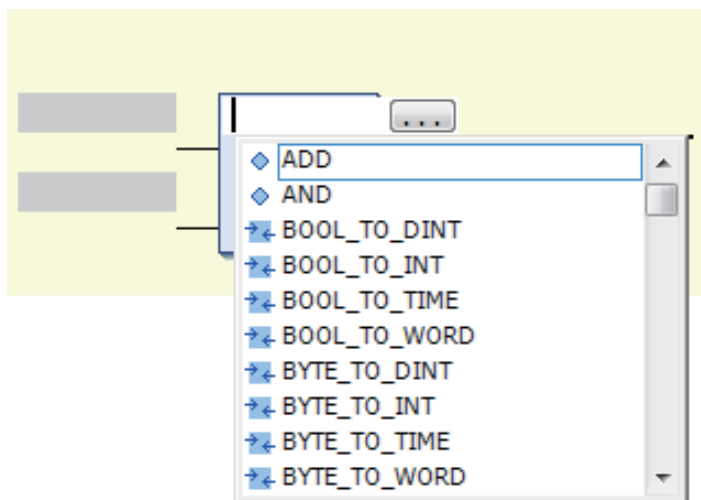 ...
ADD
AND
BOOL_TO_DINT
BOOL_TO_INT
BOOL_TO_TIME
BOOL_TO_WORD
BYTE_TO_DINT
BYTE_TO_INT
BYTE_TO_TIME
BYTE_TO_WORD